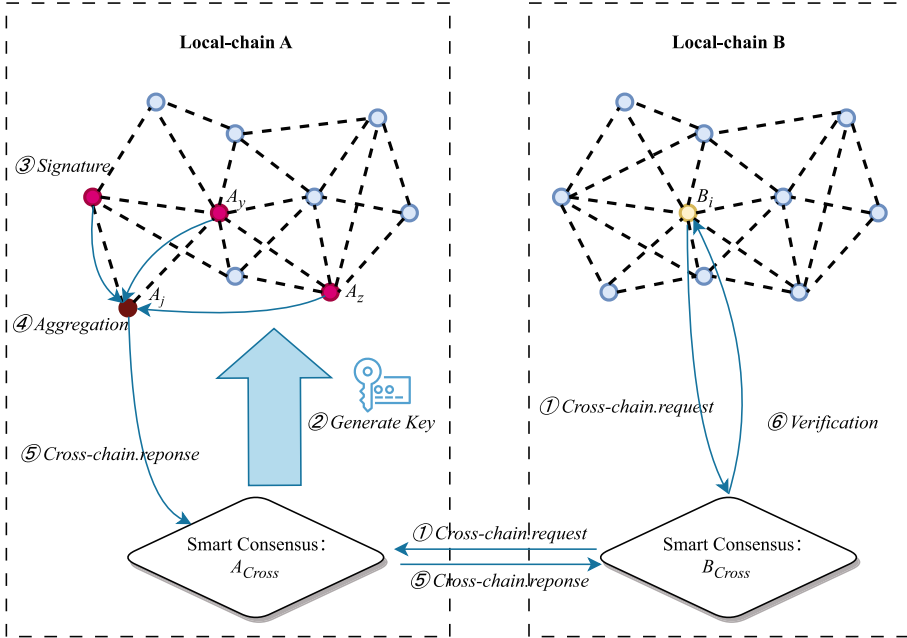 Local-chain A
Local-chain B
③ Signature
A_y
B_i
A_j
A_z
④ Aggregation
② Generate Key
① Cross-chain.request
⑥ Verification
⑤ Cross-chain.reponse
Smart Consensus:
A_Cross
① Cross-chain.request
⑤ Cross-chain.reponse
Smart Consensus:
B_Cross